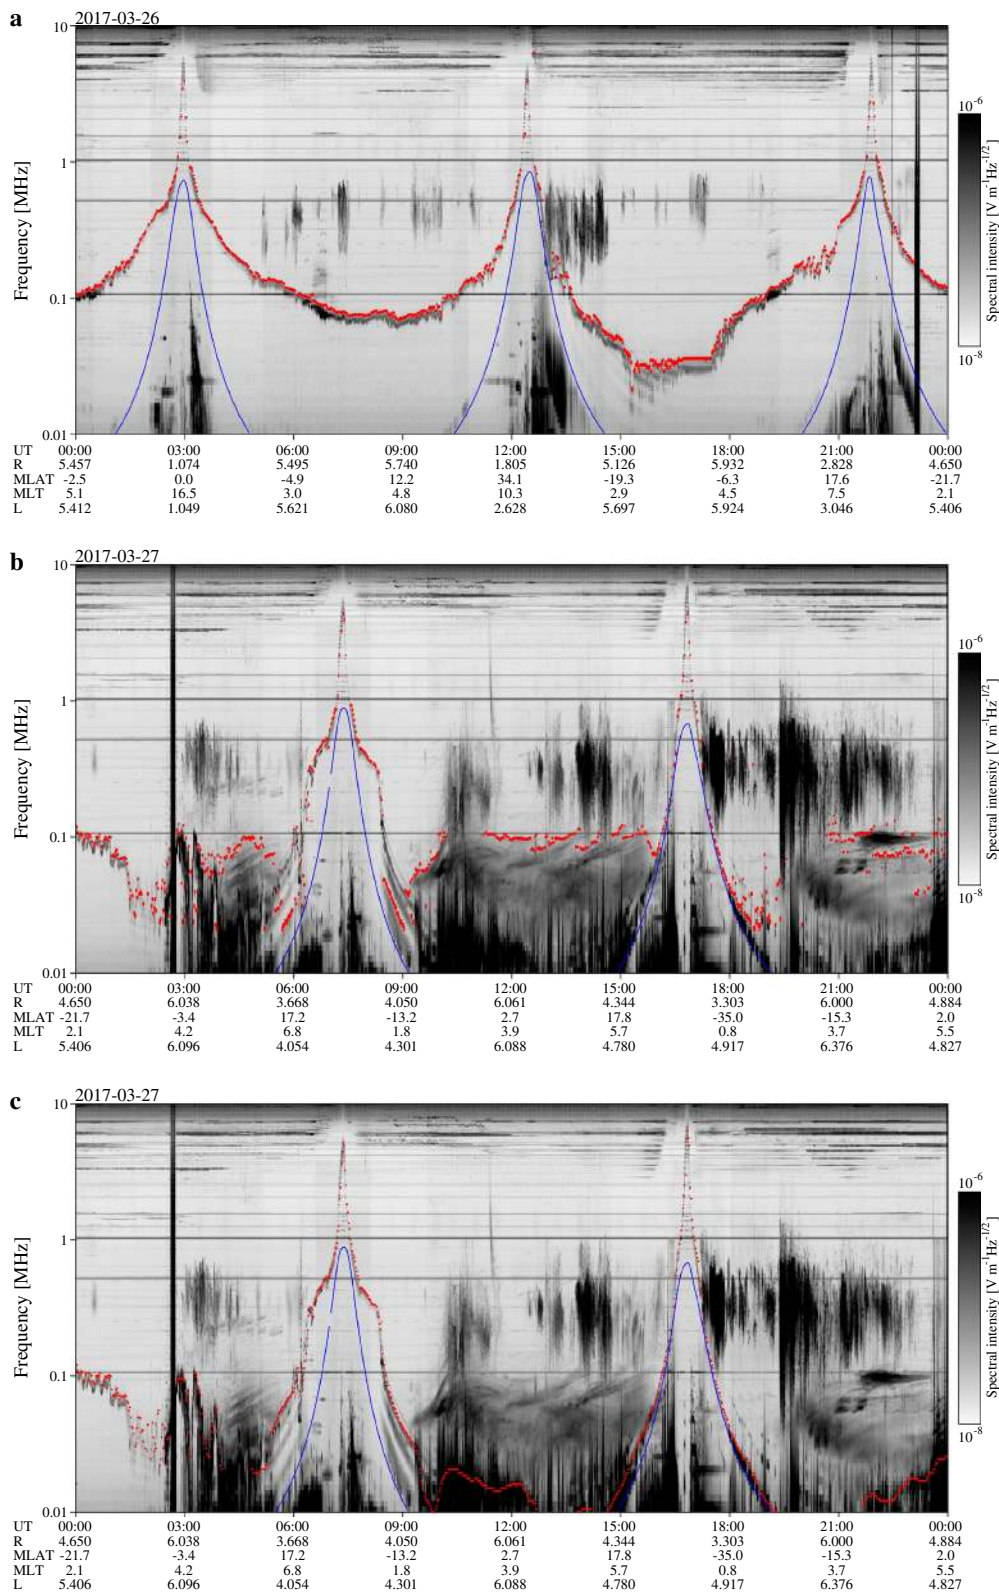 a 2017-03-26
10
1
0.1
0.01
Frequency [MHz]
10-6
10-8
Spectral intensity [V m-1Hz-1/2]
UT 00:00 03:00 06:00 09:00 12:00 15:00 18:00 21:00 00:00
R 5.457 1.074 5.495 5.740 1.805 5.126 5.932 2.828 4.650
MLAT -2.5 0.0 -4.9 12.2 34.1 -19.3 -6.3 17.6 -21.7
MLT 5.1 16.5 3.0 4.8 10.3 2.9 4.5 7.5 2.1
L 5.412 1.049 5.621 6.080 2.628 5.697 5.924 3.046 5.406
b 2017-03-27
10
1
0.1
0.01
Frequency [MHz]
10-6
10-8
Spectral intensity [V m-1Hz-1/2]
UT 00:00 03:00 06:00 09:00 12:00 15:00 18:00 21:00 00:00
R 4.650 6.038 3.668 4.050 6.061 4.344 3.303 6.000 4.884
MLAT -21.7 -3.4 17.2 -13.2 2.7 17.8 -35.0 -15.3 2.0
MLT 2.1 4.2 6.8 1.8 3.9 5.7 0.8 3.7 5.5
L 5.406 6.096 4.054 4.301 6.088 4.780 4.917 6.376 4.827
c 2017-03-27
10
1
0.1
0.01
Frequency [MHz]
10-6
10-8
Spectral intensity [V m-1Hz-1/2]
UT 00:00 03:00 06:00 09:00 12:00 15:00 18:00 21:00 00:00
R 4.650 6.038 3.668 4.050 6.061 4.344 3.303 6.000 4.884
MLAT -21.7 -3.4 17.2 -13.2 2.7 17.8 -35.0 -15.3 2.0
MLT 2.1 4.2 6.8 1.8 3.9 5.7 0.8 3.7 5.5
L 5.406 6.096 4.054 4.301 6.088 4.780 4.917 6.376 4.827